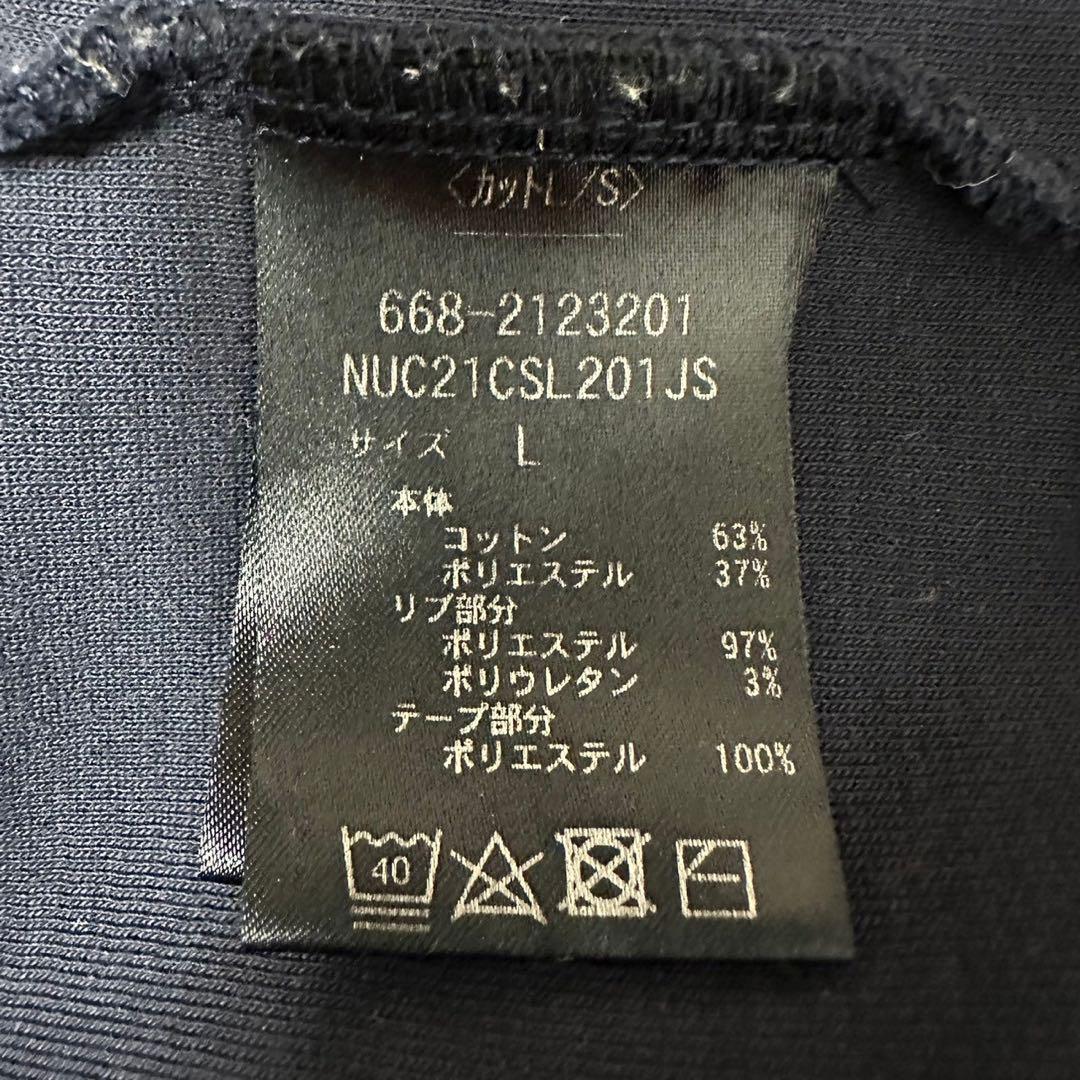 〈カットL/S〉
668-2123201
NUC21CSL201JS
サイズ L
本体
コットン 63%
ポリエステル 37%
リブ部分
ポリエステル 97%
ポリウレタン 3%
テープ部分
ポリエステル 100%
40